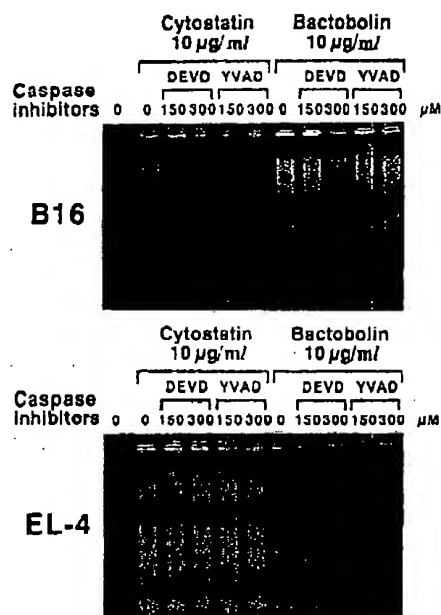 Cytostatin Bactobolin
10 µg/ml 10 µg/ml
DEVD YVAD DEVD YVAD
Caspase
inhibitors 0 0 150 300 150 300 0 150 300 150 300 µM
B16
Cytostatin Bactobolin
10 µg/ml 10 µg/ml
DEVD YVAD DEVD YVAD
Caspase
inhibitors 0 0 150 300 150 300 0 150 300 150 300 µM
EL-4